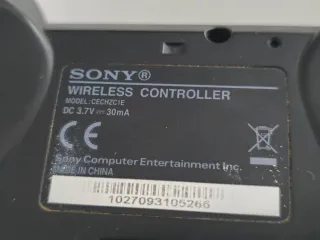 SONY®
WIRELESS CONTROLLER
MODEL:CECHZC1E
DC 3.7V⎓30mA
CE
Sony Computer Entertainment Inc.
MADE IN CHINA
1027093105266